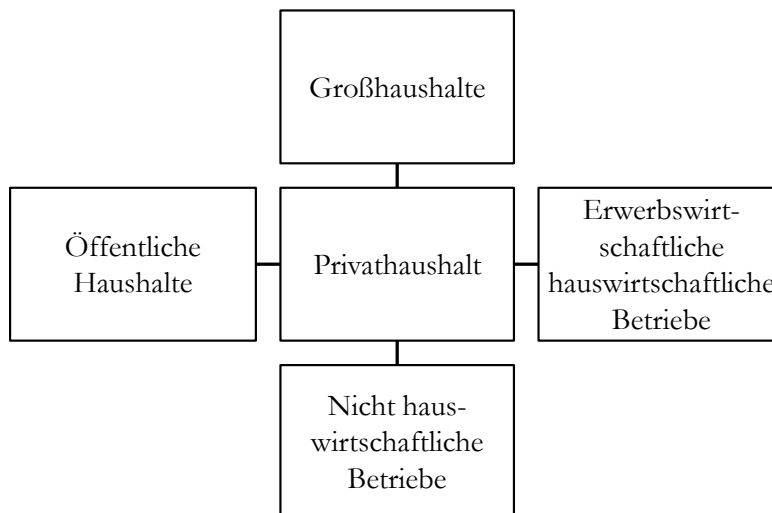 Großhaushalte
Öffentliche
Haushalte
Privathaushalt
Erwerbswirt-
schaftliche
hauswirtschaftliche
Betriebe
Nicht haus-
wirtschaftliche
Betriebe